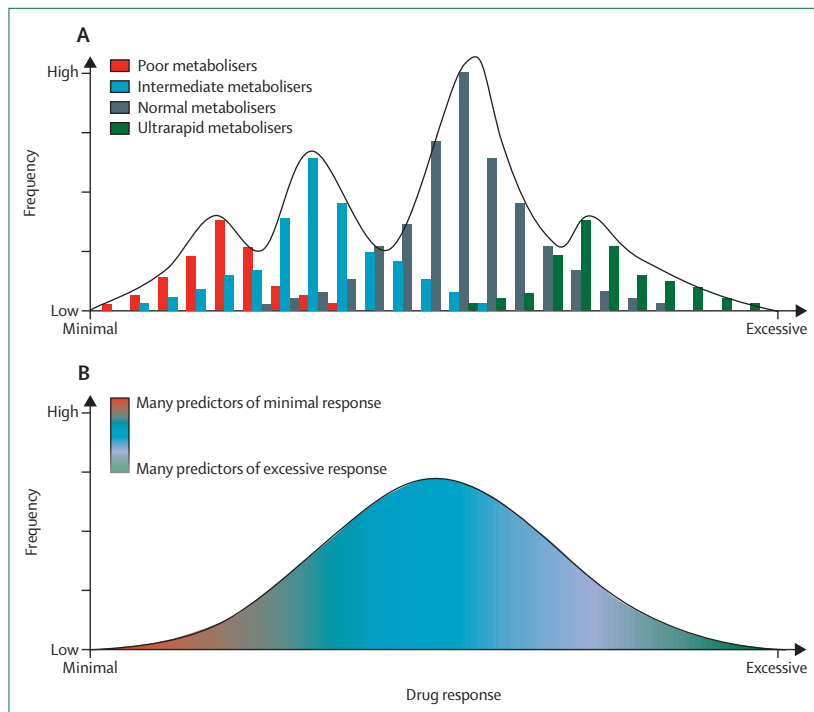 A
Poor metabolisers
Intermediate metabolisers
Normal metabolisers
Ultrarapid metabolisers
High
Frequency
Low
Minimal
Excessive
B
Many predictors of minimal response
Many predictors of excessive response
High
Frequency
Low
Minimal
Excessive
Drug response